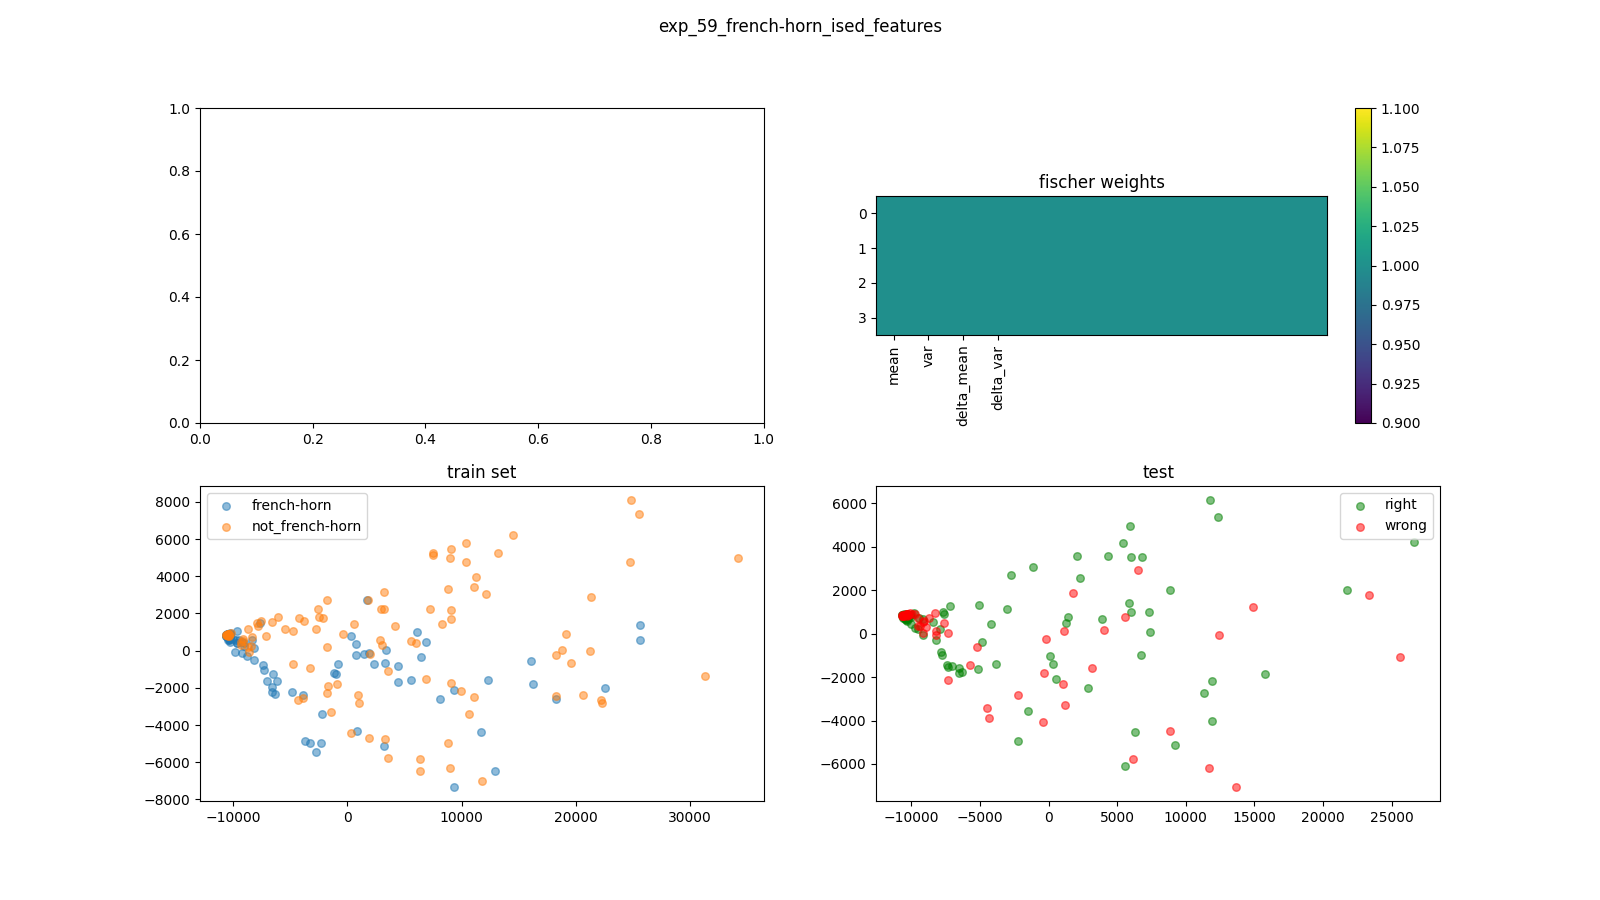 exp_59_french-horn_ised_features
1.0
0.8
0.6
0.4
0.2
0.0
0.0 0.2 0.4 0.6 0.8 1.0
fischer weights
0
1
2
3
mean var delta_mean delta_var
1.100
1.075
1.050
1.025
1.000
0.975
0.950
0.925
0.900
train set
french-horn
not_french-horn
8000
6000
4000
2000
0
−2000
−4000
−6000
−8000
−10000 0 10000 20000 30000
test
right
wrong
6000
4000
2000
0
−2000
−4000
−6000
−10000 −5000 0 5000 10000 15000 20000 25000